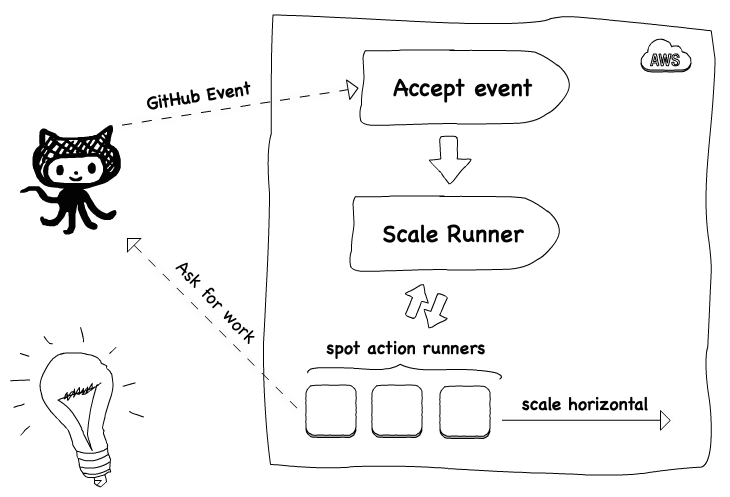 AWS
GitHub Event
Accept event
Scale Runner
Ask for work
spot action runners
scale horizontal